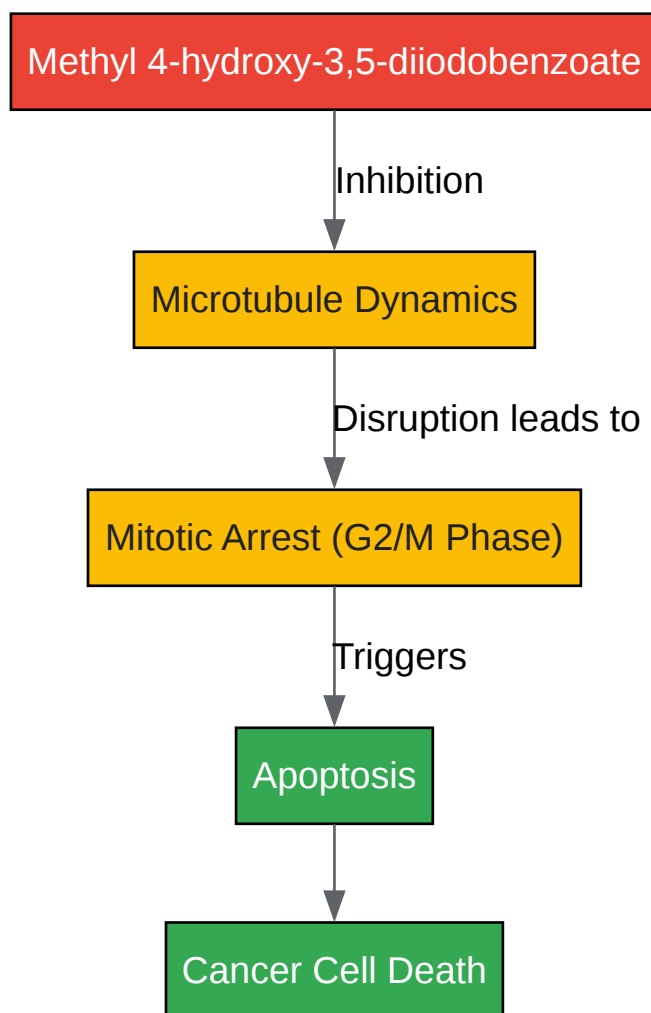 Methyl 4-hydroxy-3,5-diiodobenzoate
Inhibition
Microtubule Dynamics
Disruption leads to
Mitotic Arrest (G2/M Phase)
Triggers
Apoptosis
Cancer Cell Death